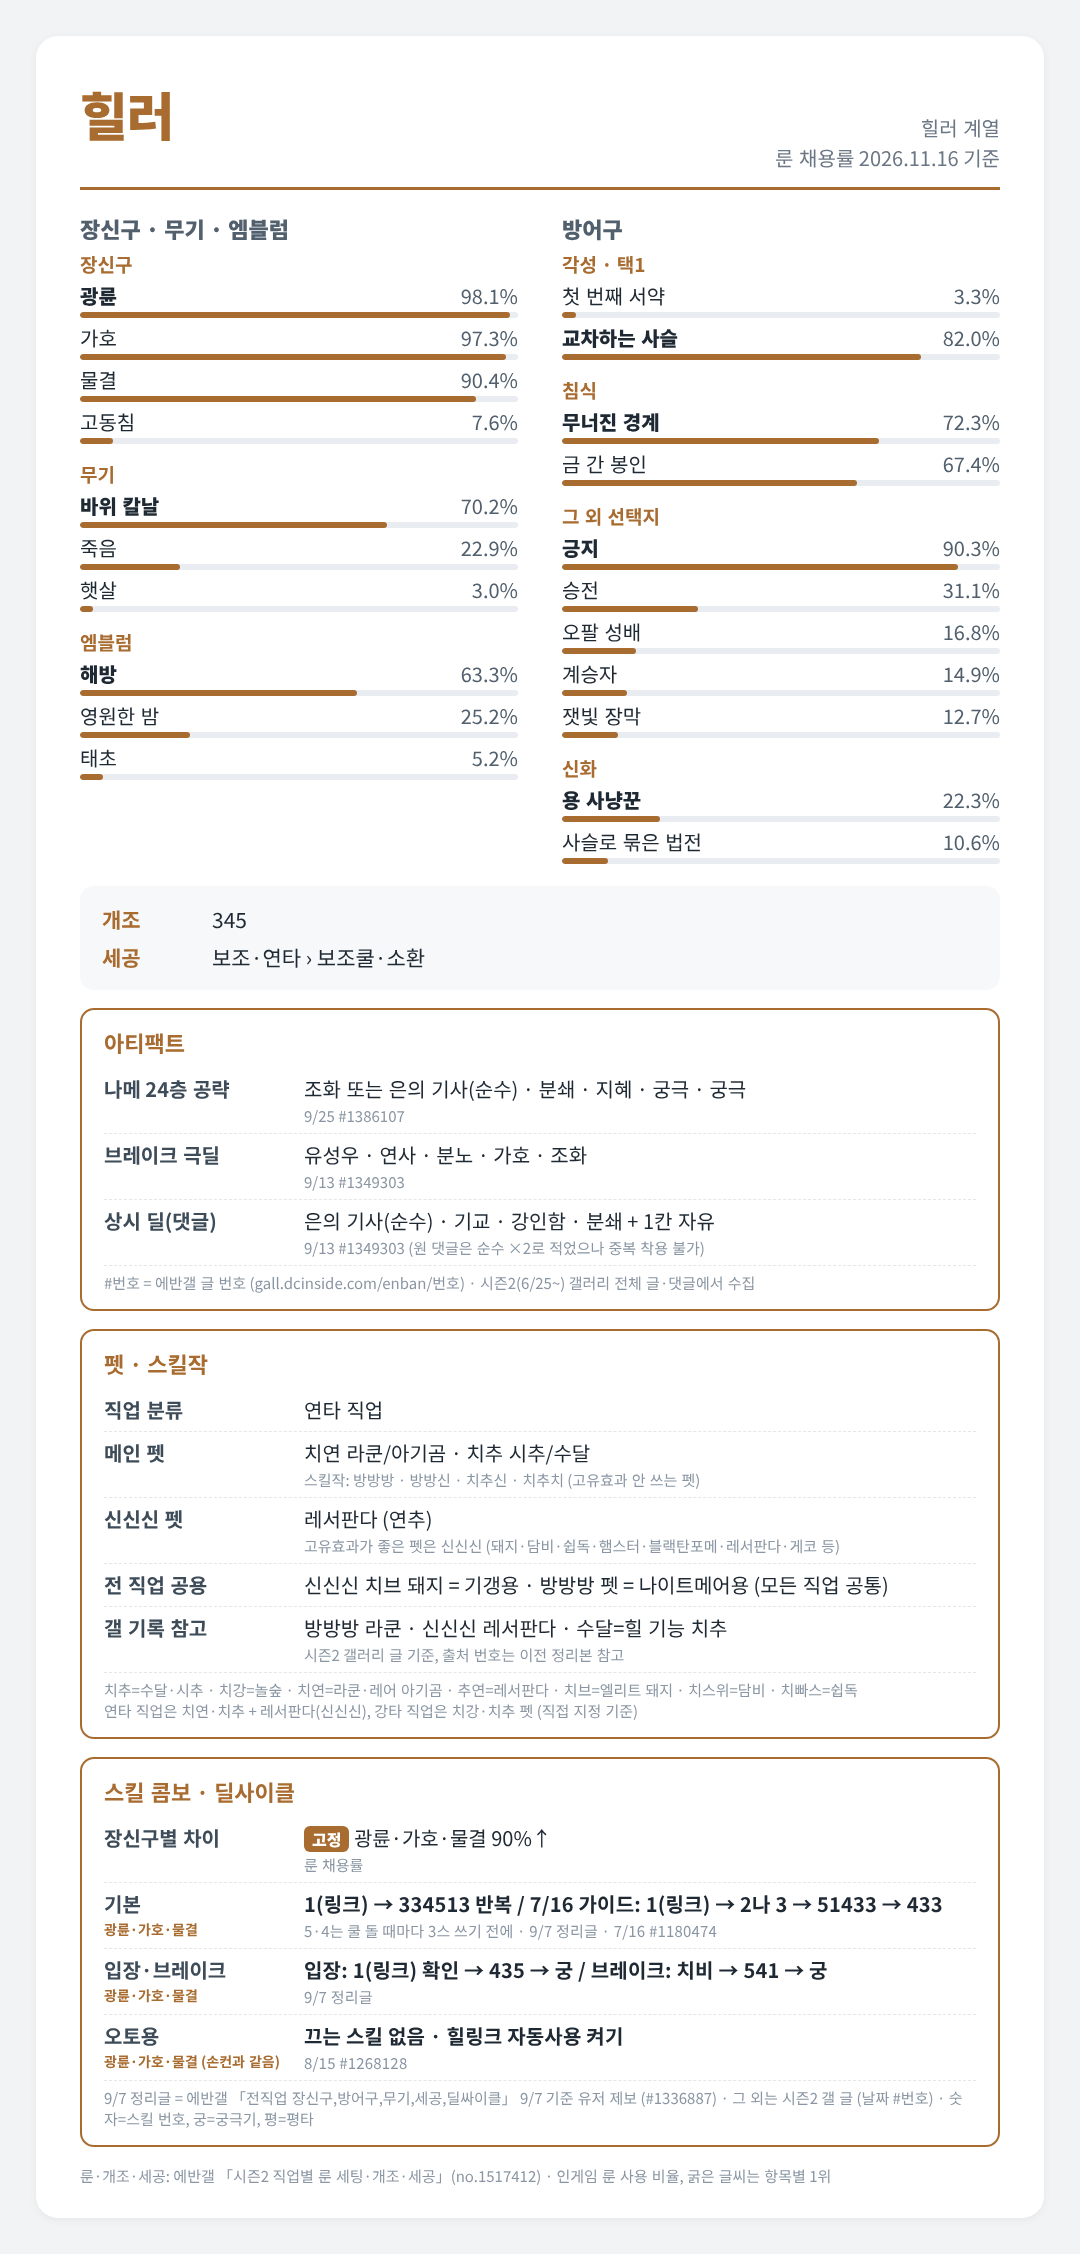 힐러
힐러 계열
룬 채용률 2026.11.16 기준
장신구 · 무기 · 엠블럼
장신구
광륜 98.1%
가호 97.3%
물결 90.4%
고동침 7.6%
무기
바위 칼날 70.2%
죽음 22.9%
햇살 3.0%
엠블럼
해방 63.3%
영원한 밤 25.2%
태초 5.2%
방어구
각성 · 택1
첫 번째 서약 3.3%
교차하는 사슬 82.0%
침식
무너진 경계 72.3%
금 간 봉인 67.4%
그 외 선택지
긍지 90.3%
승전 31.1%
오팔 성배 16.8%
계승자 14.9%
잿빛 장막 12.7%
신화
용 사냥꾼 22.3%
사슬로 묶은 법전 10.6%
개조 345
세공 보조·연타 › 보조쿨·소환
아티팩트
나메 24층 공략 조화 또는 은의 기사(순수) · 분쇄 · 지혜 · 궁극 · 궁극
9/25 #1386107
브레이크 극딜 유성우 · 연사 · 분노 · 가호 · 조화
9/13 #1349303
상시 딜(댓글) 은의 기사(순수) · 기교 · 강인함 · 분쇄 + 1칸 자유
9/13 #1349303 (원 댓글은 순수 ×2로 적었으나 중복 착용 불가)
#번호 = 에반갤 글 번호 (gall.dcinside.com/enban/번호) · 시즌2(6/25~) 갤러리 전체 글·댓글에서 수집
펫 · 스킬작
직업 분류 연타 직업
메인 펫 치연 라쿤/아기곰 · 치추 시추/수달
스킬작: 방방방 · 방방신 · 치추신 · 치추치 (고유효과 안 쓰는 펫)
신신신 펫 레서판다 (연추)
고유효과가 좋은 펫은 신신신 (돼지·담비·쉽독·햄스터·블랙탄포메·레서판다·게코 등)
전 직업 공용 신신신 치브 돼지 = 기갱용 · 방방방 펫 = 나이트메어용 (모든 직업 공통)
갤 기록 참고 방방방 라쿤 · 신신신 레서판다 · 수달=힐 기능 치추
시즌2 갤러리 글 기준, 출처 번호는 이전 정리본 참고
치추=수달·시추 · 치강=놀숲 · 치연=라쿤·레어 아기곰 · 추연=레서판다 · 치브=엘리트 돼지 · 치스위=담비 · 치빠스=쉽독
연타 직업은 치연·치추 + 레서판다(신신신), 강타 직업은 치강·치추 펫 (직접 지정 기준)
스킬 콤보 · 딜사이클
장신구별 차이 고정 광륜·가호·물결 90%↑
룬 채용률
기본 1(링크) → 334513 반복 / 7/16 가이드: 1(링크) → 2나 3 → 51433 → 433
광륜·가호·물결 5·4는 쿨 돌 때마다 3스 쓰기 전에 · 9/7 정리글 · 7/16 #1180474
입장·브레이크 입장: 1(링크) 확인 → 435 → 궁 / 브레이크: 치비 → 541 → 궁
광륜·가호·물결 9/7 정리글
오토용 끄는 스킬 없음 · 힐링크 자동사용 켜기
광륜·가호·물결 (손컨과 같음) 8/15 #1268128
9/7 정리글 = 에반갤 「전직업 장신구,방어구,무기,세공,딜싸이클」 9/7 기준 유저 제보 (#1336887) · 그 외는 시즌2 갤 글 (날짜 #번호) · 숫
자=스킬 번호, 궁=궁극기, 평=평타
룬·개조·세공: 에반갤 「시즌2 직업별 룬 세팅·개조·세공」(no.1517412) · 인게임 룬 사용 비율, 굵은 글씨는 항목별 1위